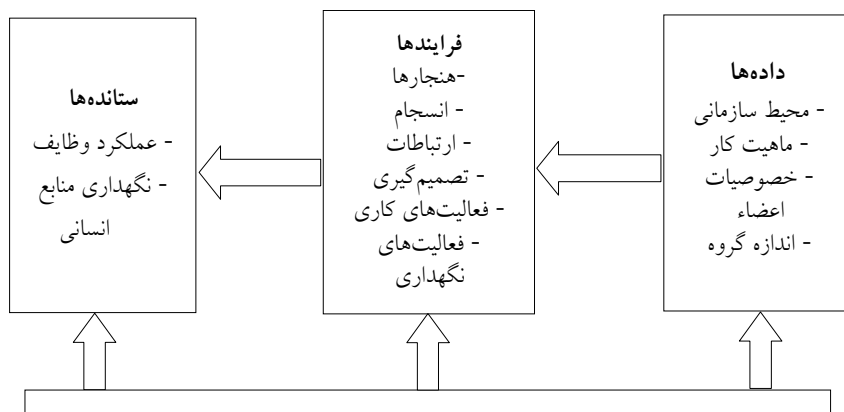 داده‌ها
- محیط سازمانی
- ماهیت کار
- خصوصیات
اعضاء
- اندازه گروه
فرایندها
-هنجارها
- انسجام
- ارتباطات
- تصمیم‌گیری
- فعالیت‌های کاری
- فعالیت‌های
نگهداری
ستانده‌ها
- عملکرد وظایف
- نگهداری منابع
انسانی